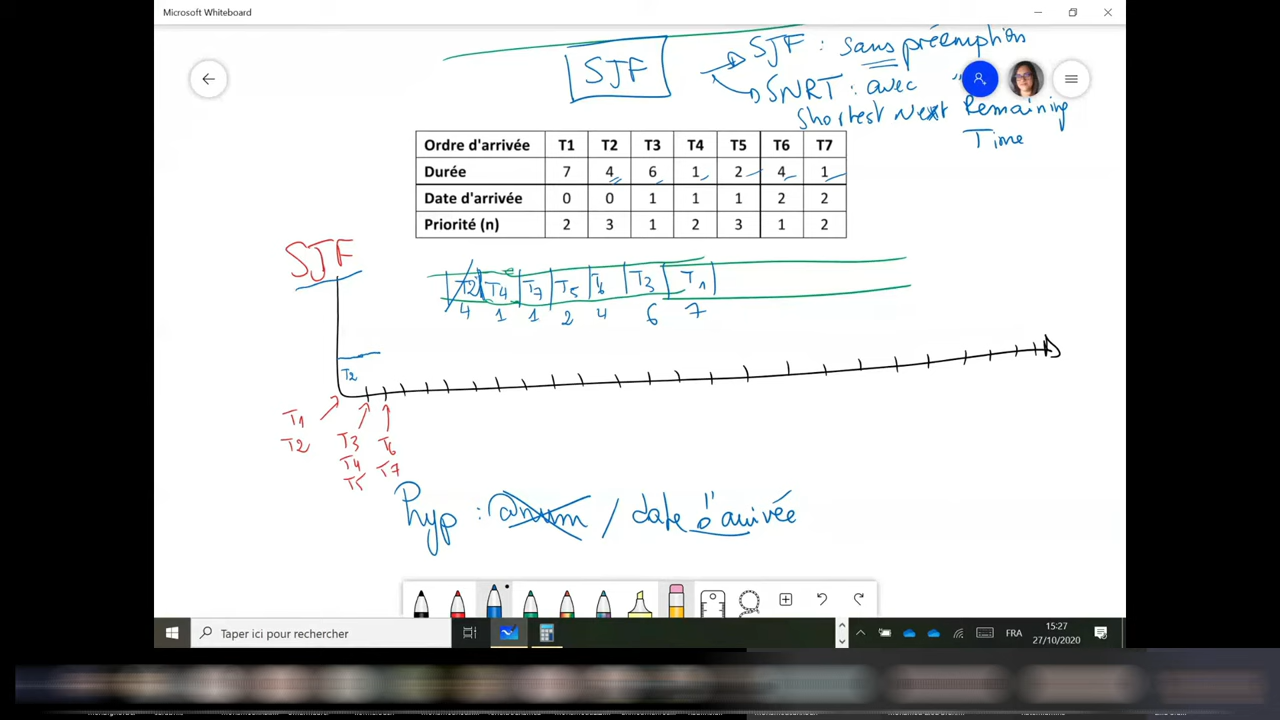 Microsoft Whiteboard
SJF
SJF : sans préemption
SNRT : avec "
Shortest Next Remaining
Time
Ordre d'arrivée T1 T2 T3 T4 T5 T6 T7
Durée 7 4 6 1 2 4 1
Date d'arrivée 0 0 1 1 1 2 2
Priorité (n) 2 3 1 2 3 1 2
SJF
T2 T4 T7 T5 T6 T3 T1
4 1 1 2 4 6 7
T2
T1 T3 T6
T2 T4 T7
T5
hyp : / date d'arrivée
Taper ici pour rechercher
FRA
15:27
27/10/2020